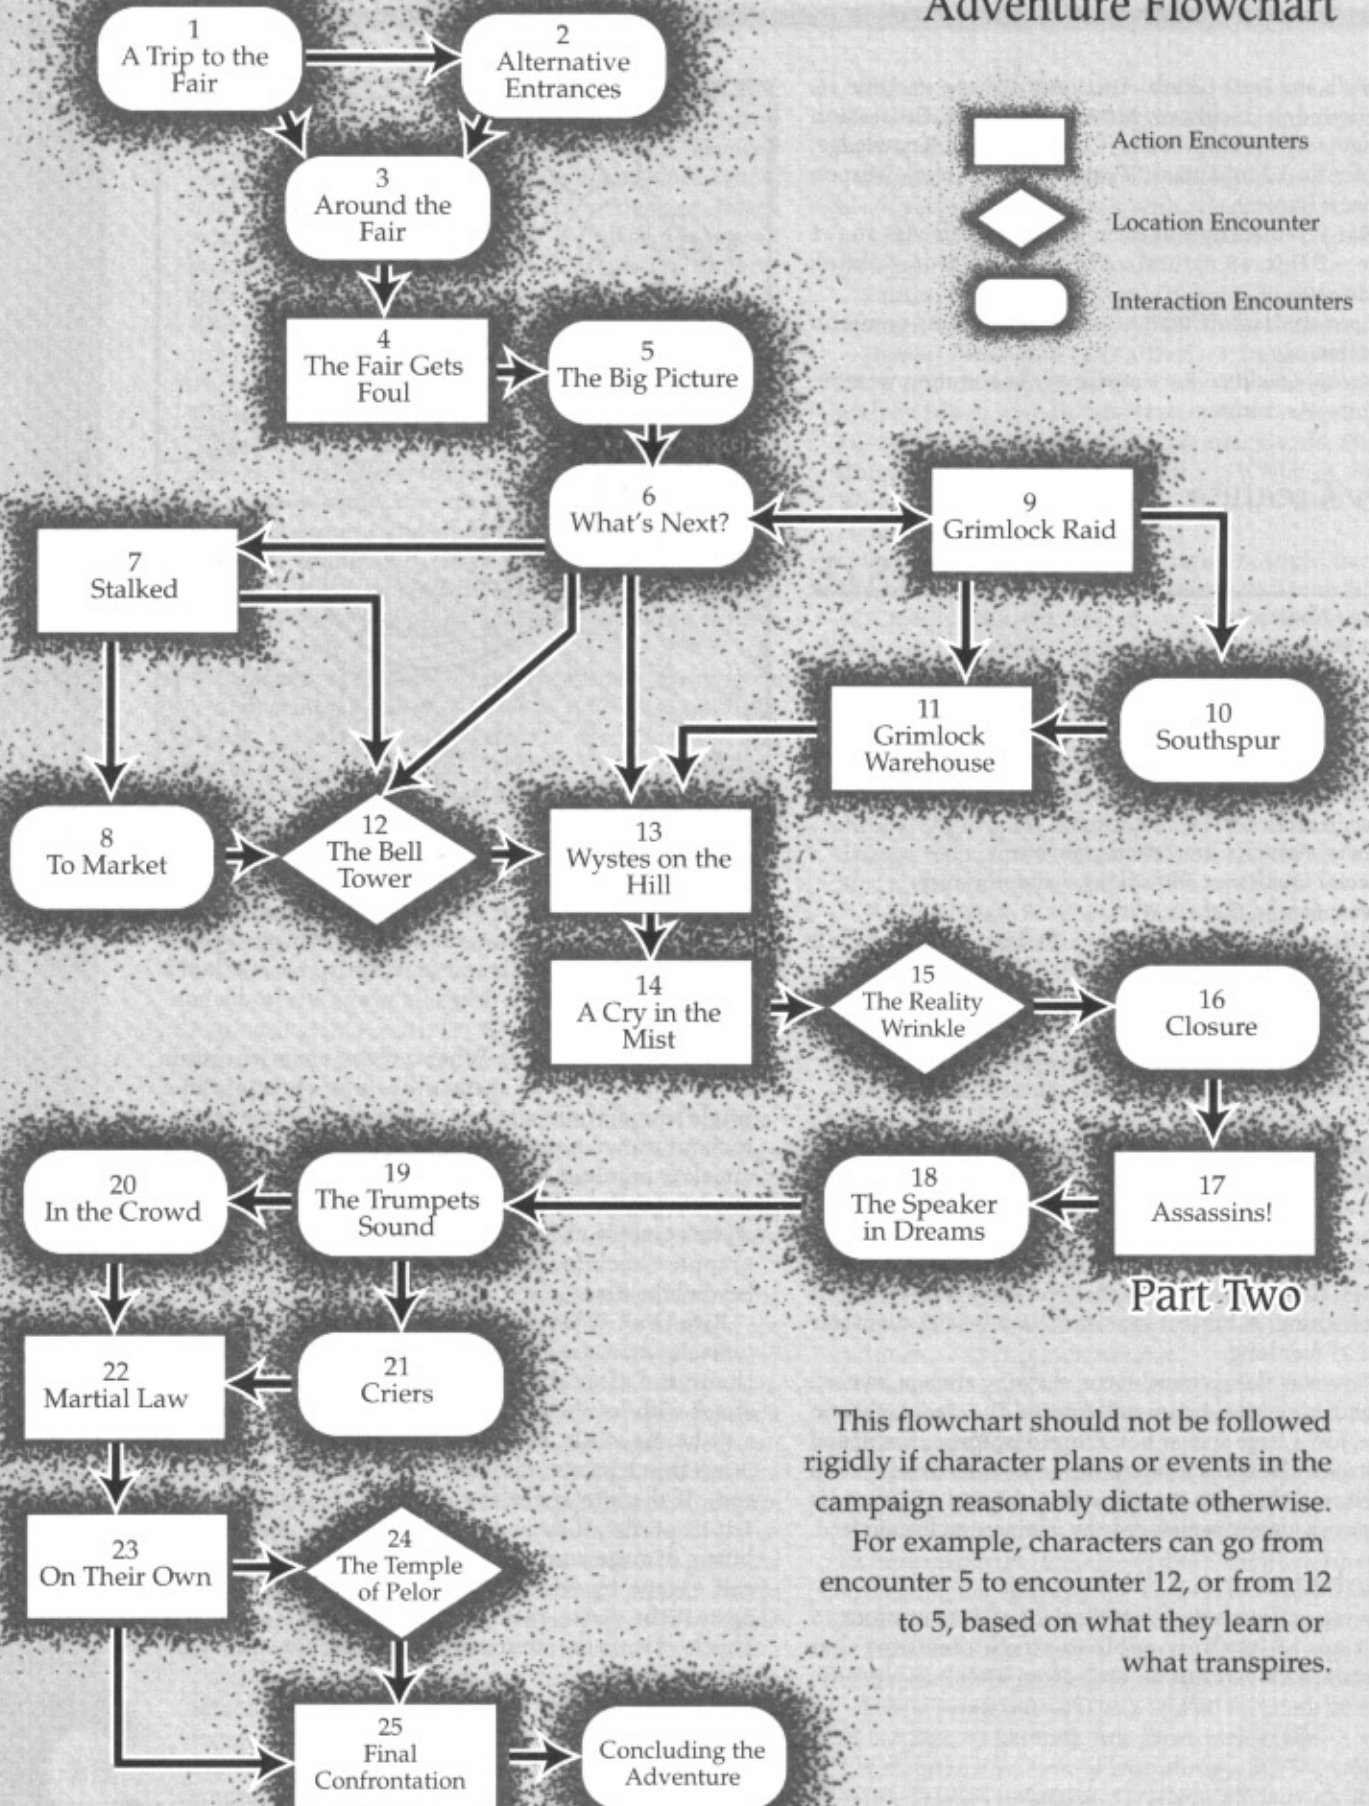 Adventure Flowchart
1
A Trip to the
Fair
2
Alternative
Entrances
Action Encounters
Location Encounter
Interaction Encounters
3
Around the
Fair
4
The Fair Gets
Foul
5
The Big Picture
6
What's Next?
7
Stalked
9
Grimlock Raid
8
To Market
12
The Bell
Tower
13
Wystes on the
Hill
11
Grimlock
Warehouse
10
Southspur
14
A Cry in the
Mist
15
The Reality
Wrinkle
16
Closure
20
In the Crowd
19
The Trumpets
Sound
18
The Speaker
in Dreams
17
Assassins!
Part Two
22
Martial Law
21
Criers
23
On Their Own
24
The Temple
of Pelor
25
Final
Confrontation
Concluding the
Adventure
This flowchart should not be followed
rigidly if character plans or events in the
campaign reasonably dictate otherwise.
For example, characters can go from
encounter 5 to encounter 12, or from 12
to 5, based on what they learn or
what transpires.